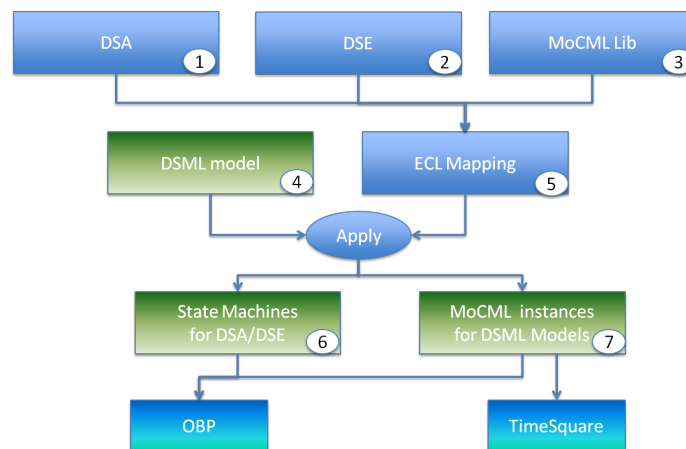 DSA
1
DSE
2
MoCML Lib
3
DSML model
4
ECL Mapping
5
Apply
State Machines
for DSA/DSE
6
MoCML instances
for DSML Models
7
OBP
TimeSquare